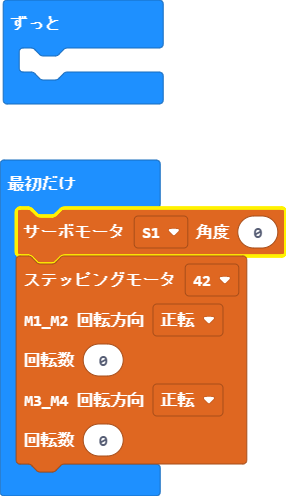 ずっと
最初だけ
サーボモータ S1 角度 0
ステッピングモータ 42
M1_M2 回転方向 正転
回転数 0
M3_M4 回転方向 正転
回転数 0